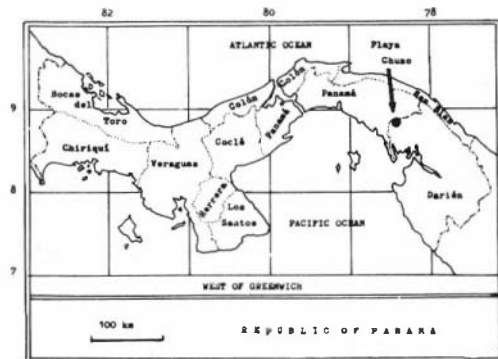 82 80 78
ATLANTIC OCEAN
Playa
Chuzo
Bocas
del
Toro
Colón
Colón
Panamá
San Blas
9
Chiriquí
Veraguas
Coclé
Panamá
8
Herrera
Los
Santos
PACIFIC OCEAN
Darién
7
WEST OF GREENWICH
100 km
REPUBLIC OF PANAMA